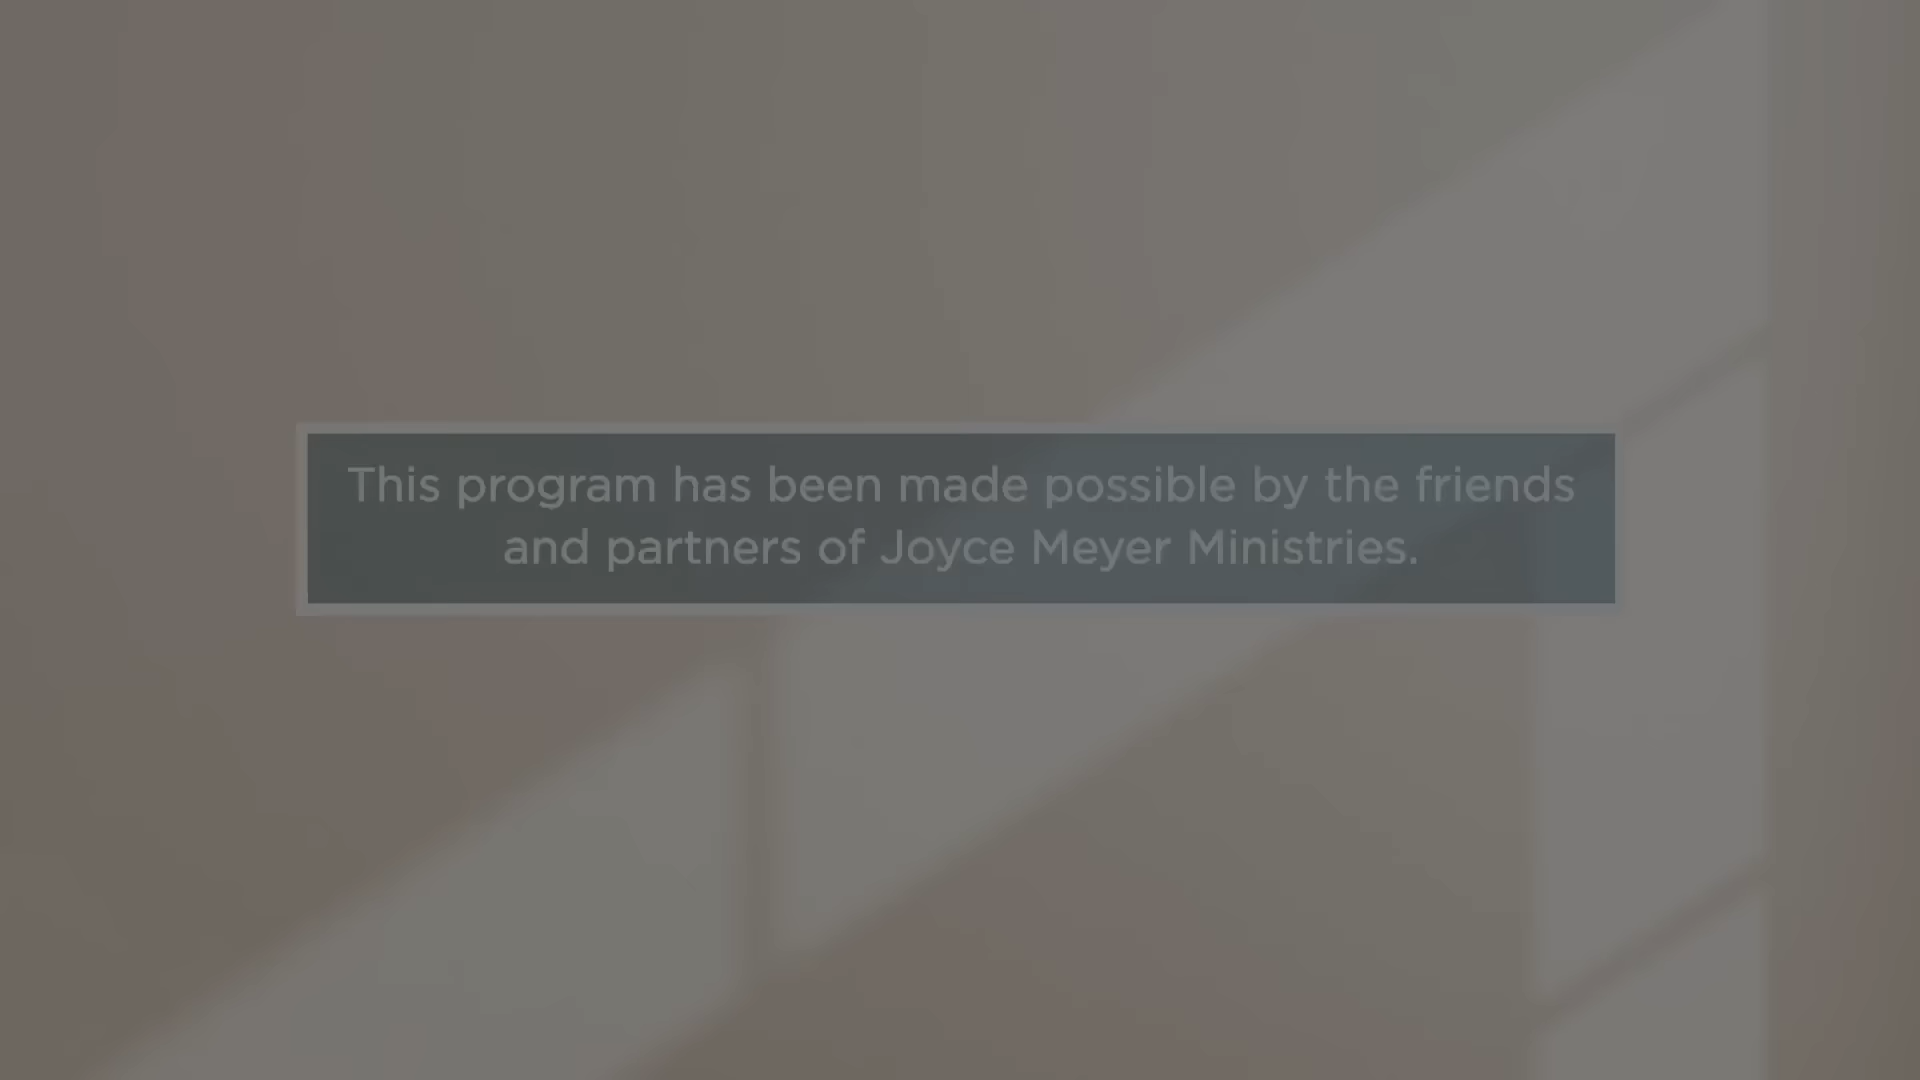 This program has been made possible by the friends
and partners of Joyce Meyer Ministries.